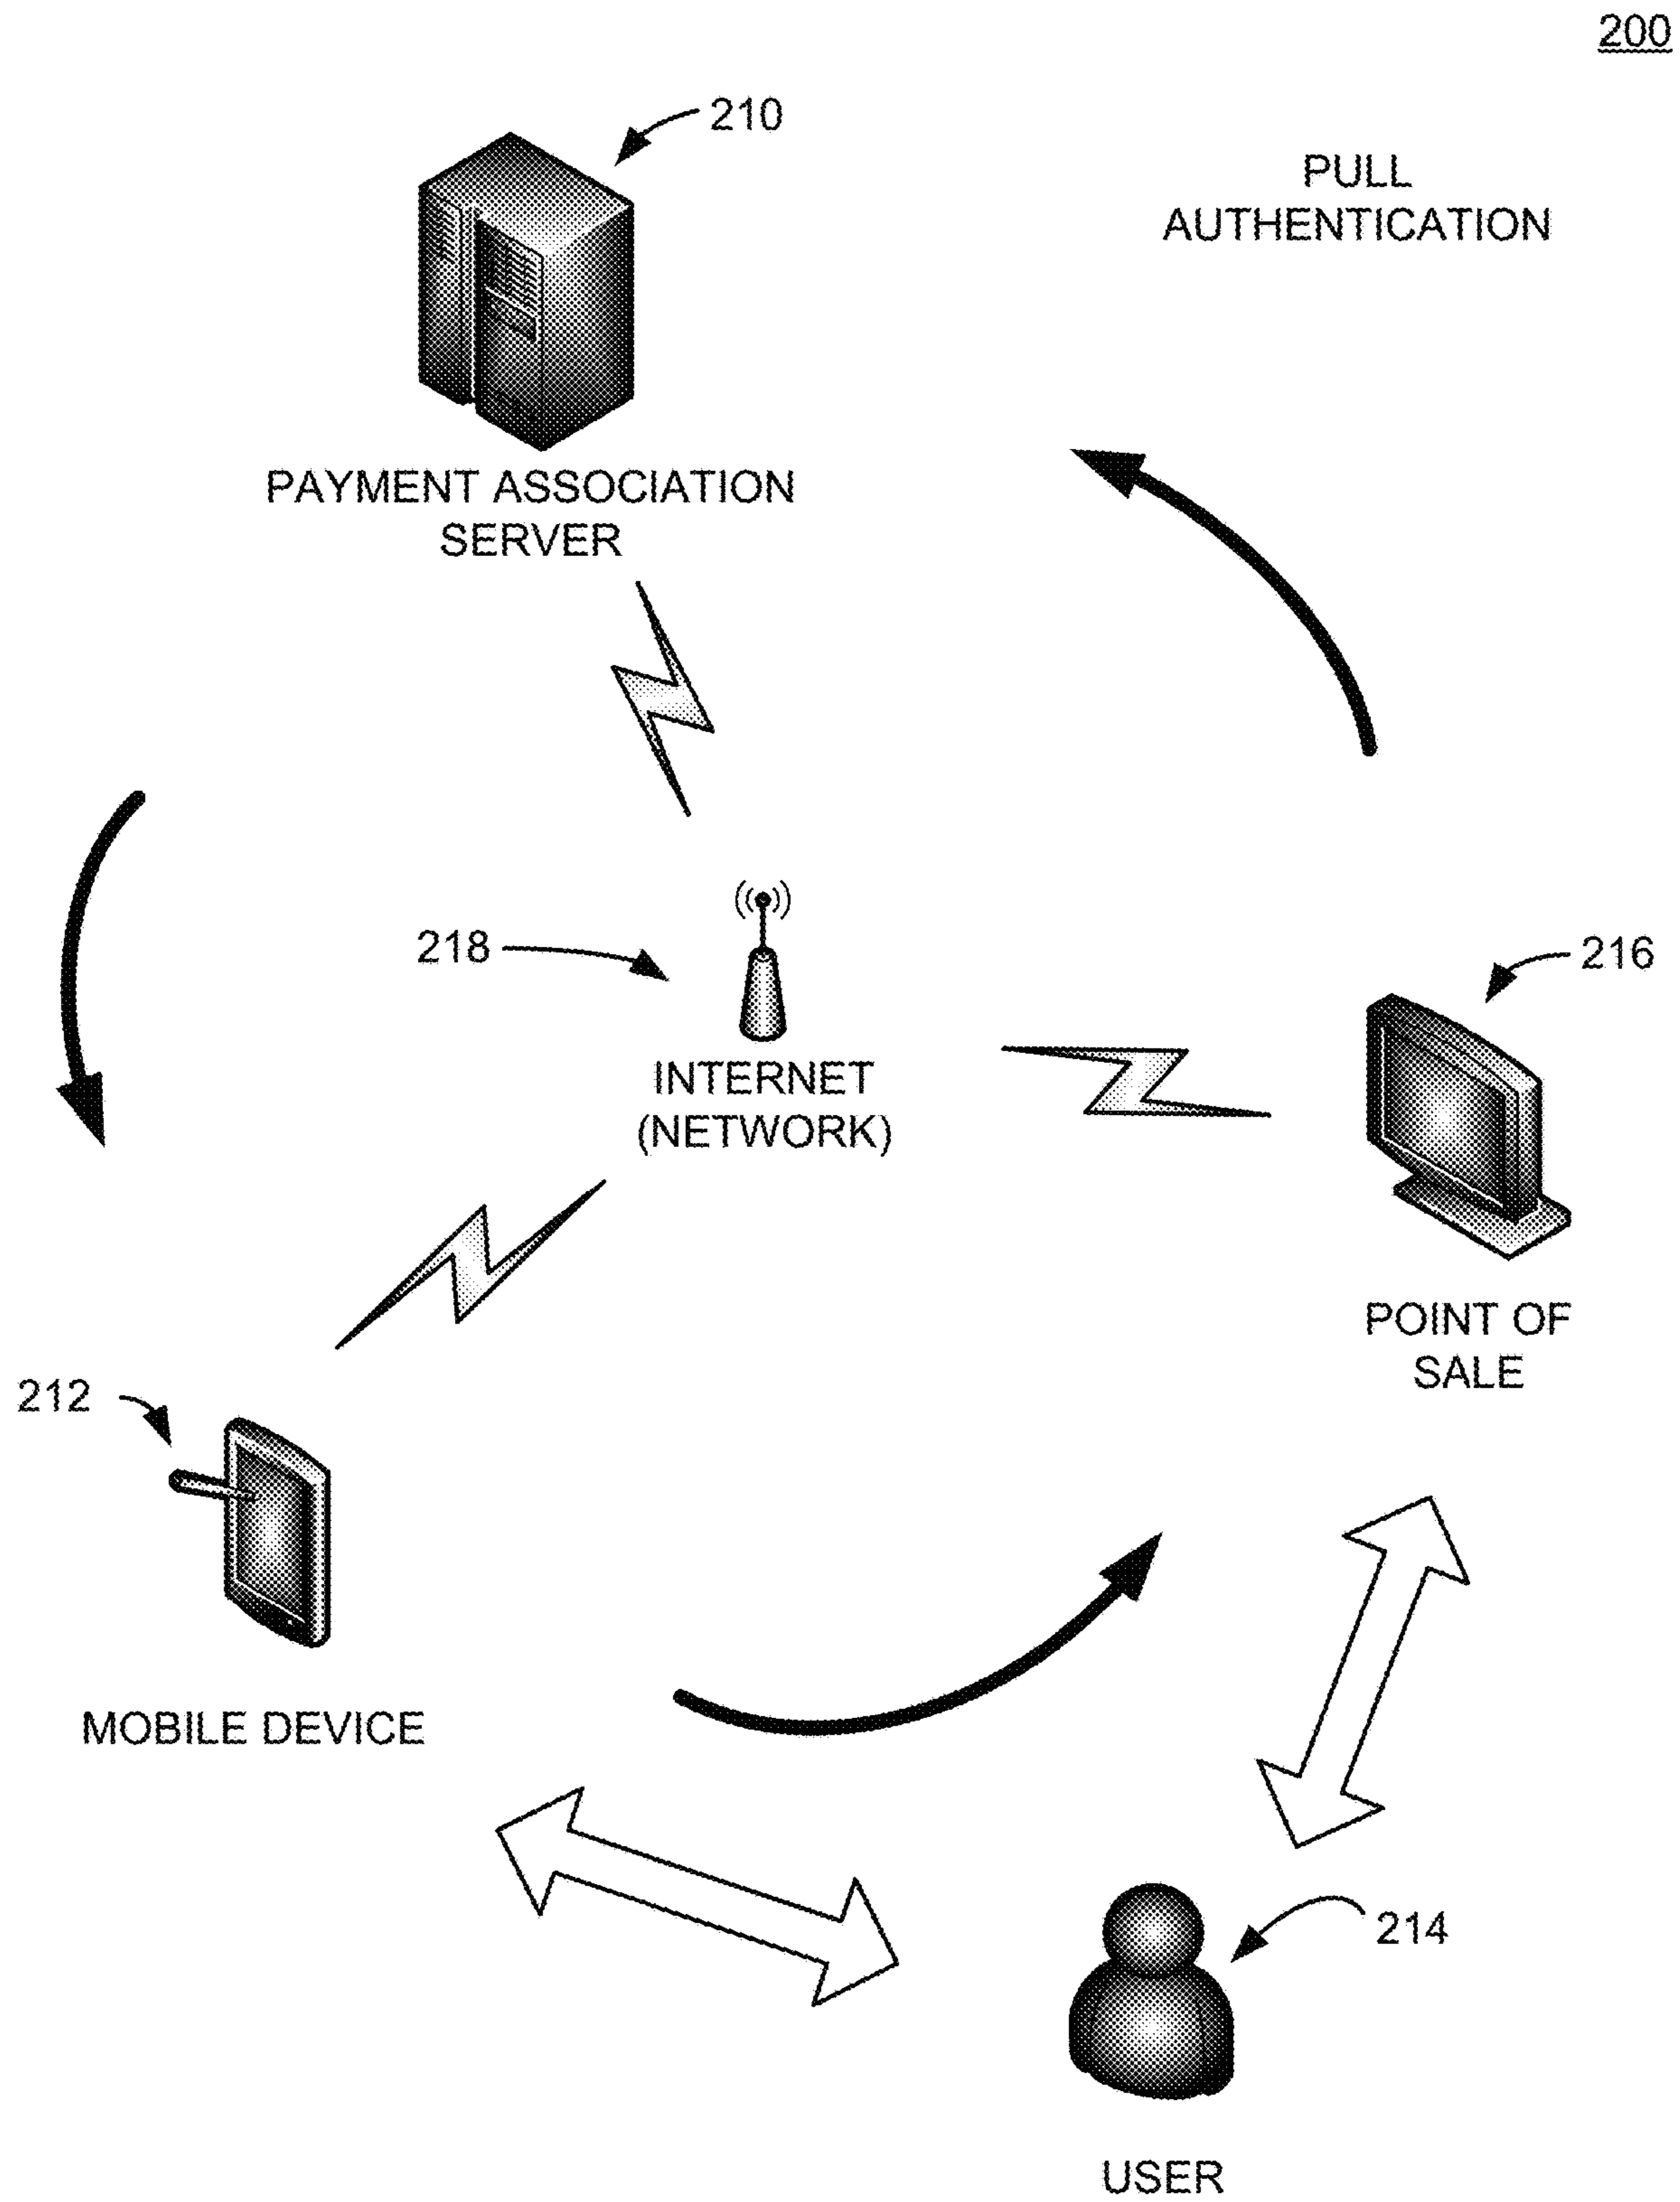 200
210
PULL
AUTHENTICATION
PAYMENT ASSOCIATION
SERVER
218
216
INTERNET
(NETWORK)
POINT OF
SALE
212
MOBILE DEVICE
214
USER